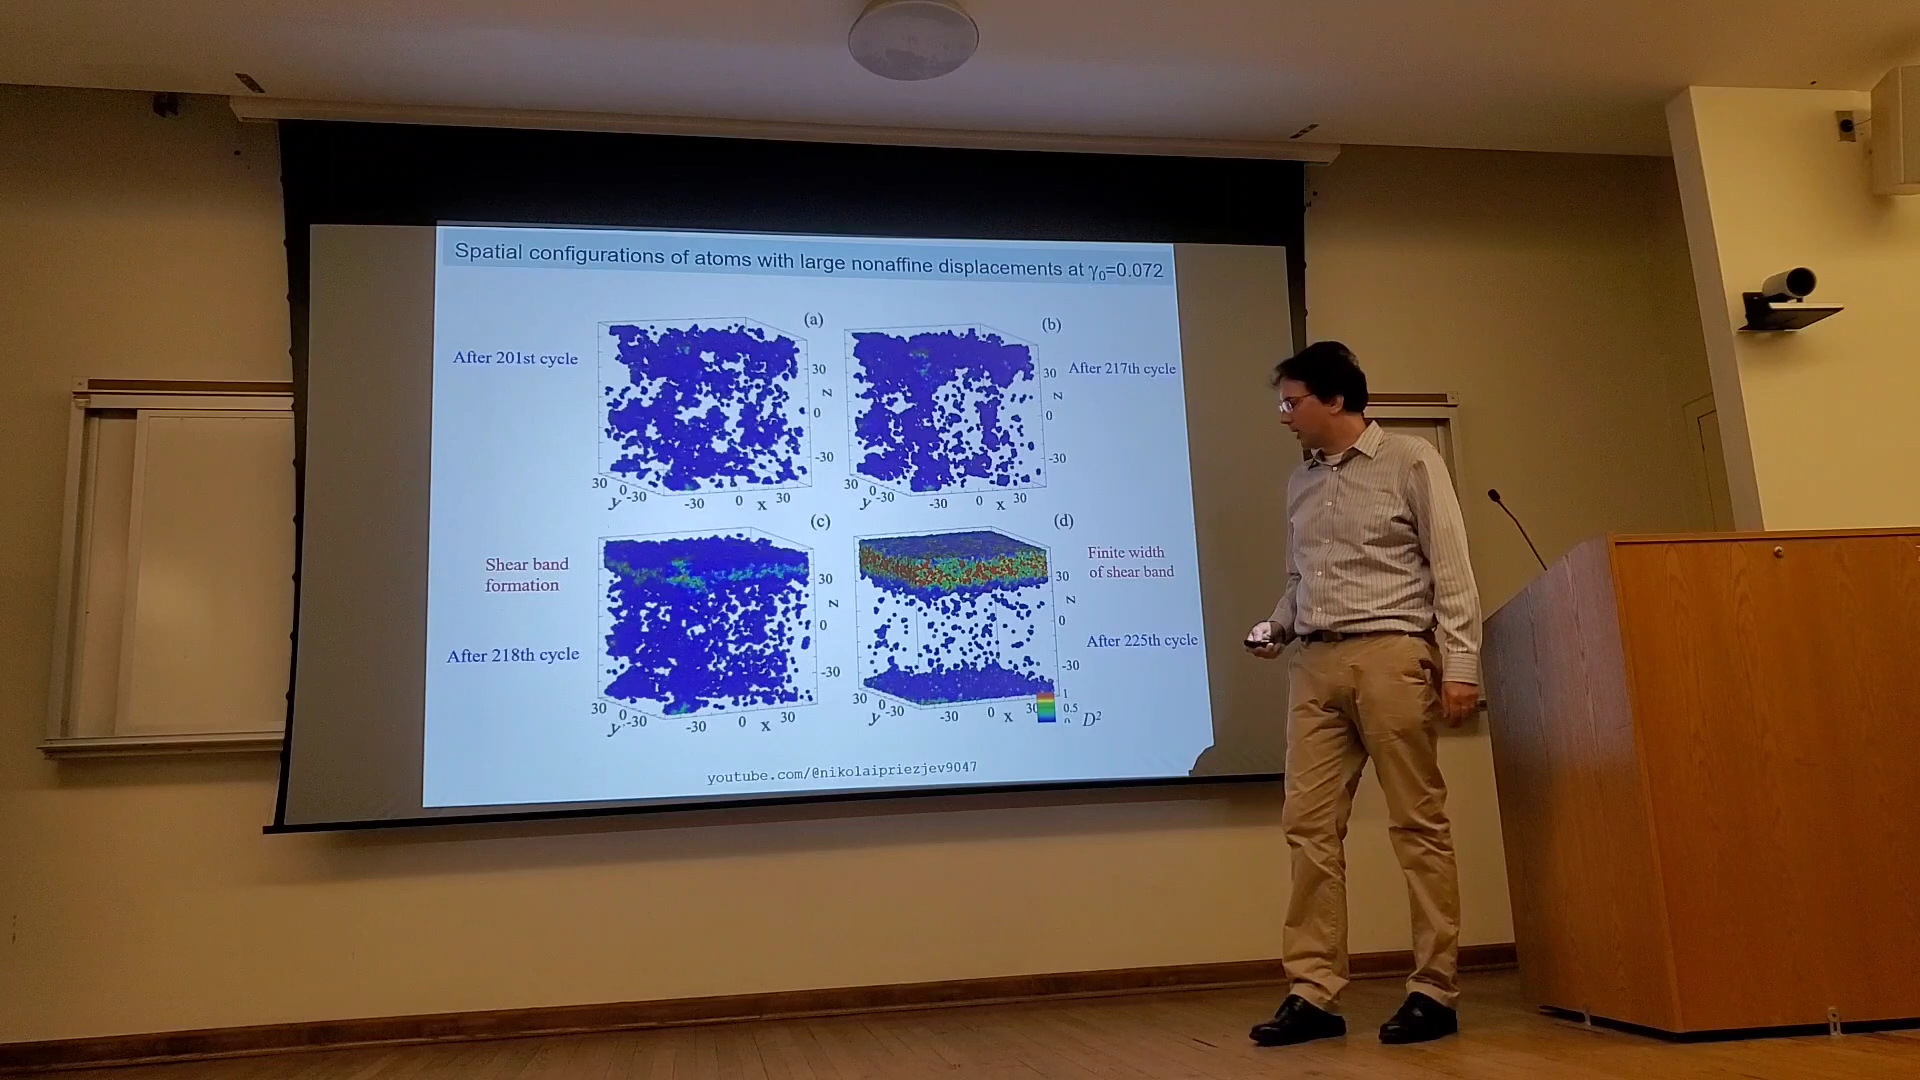 Spatial configurations of atoms with large nonaffine displacements at γ₀=0.072
(a)
After 201st cycle
30
z
0
-30
30
0
-30
y
-30
0
x
30
(b)
After 217th cycle
30
z
0
-30
30
0
-30
y
-30
0
x
30
(c)
Shear band
formation
After 218th cycle
30
z
0
-30
30
0
-30
y
-30
0
x
30
(d)
Finite width
of shear band
After 225th cycle
30
z
0
-30
30
0
-30
y
-30
0
x
30
1
0.5
0
D²
youtube.com/@nikolaipriezjev9047